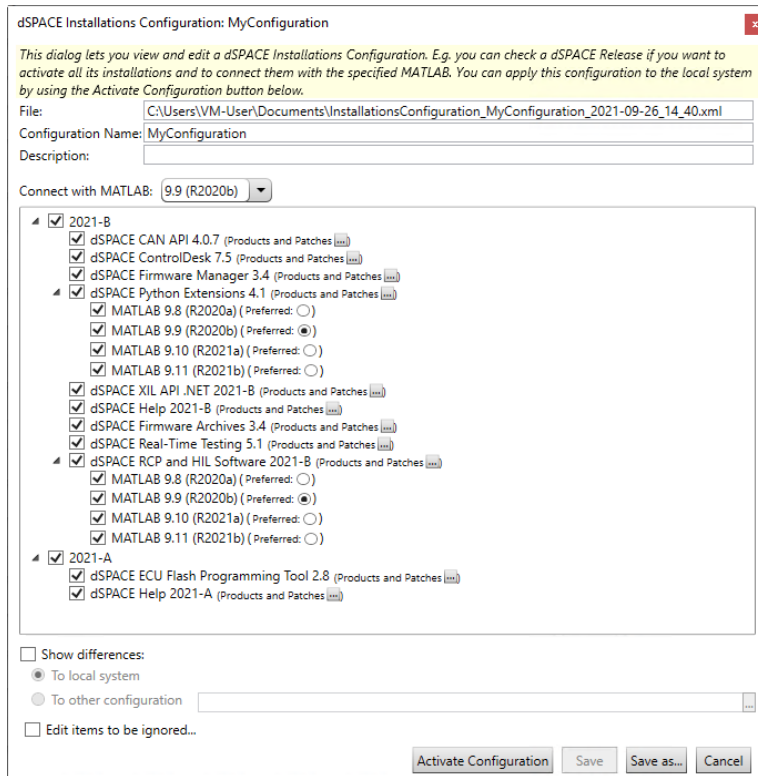 dSPACE Installations Configuration: MyConfiguration
This dialog lets you view and edit a dSPACE Installations Configuration. E.g. you can check a dSPACE Release if you want to
activate all its installations and to connect them with the specified MATLAB. You can apply this configuration to the local system
by using the Activate Configuration button below.
File: C:\Users\VM-User\Documents\InstallationsConfiguration_MyConfiguration_2021-09-26_14_40.xml
Configuration Name: MyConfiguration
Description:
Connect with MATLAB: 9.9 (R2020b)
2021-B
dSPACE CAN API 4.0.7 (Products and Patches ...)
dSPACE ControlDesk 7.5 (Products and Patches ...)
dSPACE Firmware Manager 3.4 (Products and Patches ...)
dSPACE Python Extensions 4.1 (Products and Patches ...)
MATLAB 9.8 (R2020a) ( Preferred: )
MATLAB 9.9 (R2020b) ( Preferred: )
MATLAB 9.10 (R2021a) ( Preferred: )
MATLAB 9.11 (R2021b) ( Preferred: )
dSPACE XIL API .NET 2021-B (Products and Patches ...)
dSPACE Help 2021-B (Products and Patches ...)
dSPACE Firmware Archives 3.4 (Products and Patches ...)
dSPACE Real-Time Testing 5.1 (Products and Patches ...)
dSPACE RCP and HIL Software 2021-B (Products and Patches ...)
MATLAB 9.8 (R2020a) ( Preferred: )
MATLAB 9.9 (R2020b) ( Preferred: )
MATLAB 9.10 (R2021a) ( Preferred: )
MATLAB 9.11 (R2021b) ( Preferred: )
2021-A
dSPACE ECU Flash Programming Tool 2.8 (Products and Patches ...)
dSPACE Help 2021-A (Products and Patches ...)
Show differences:
To local system
To other configuration ...
Edit items to be ignored...
Activate Configuration Save Save as... Cancel